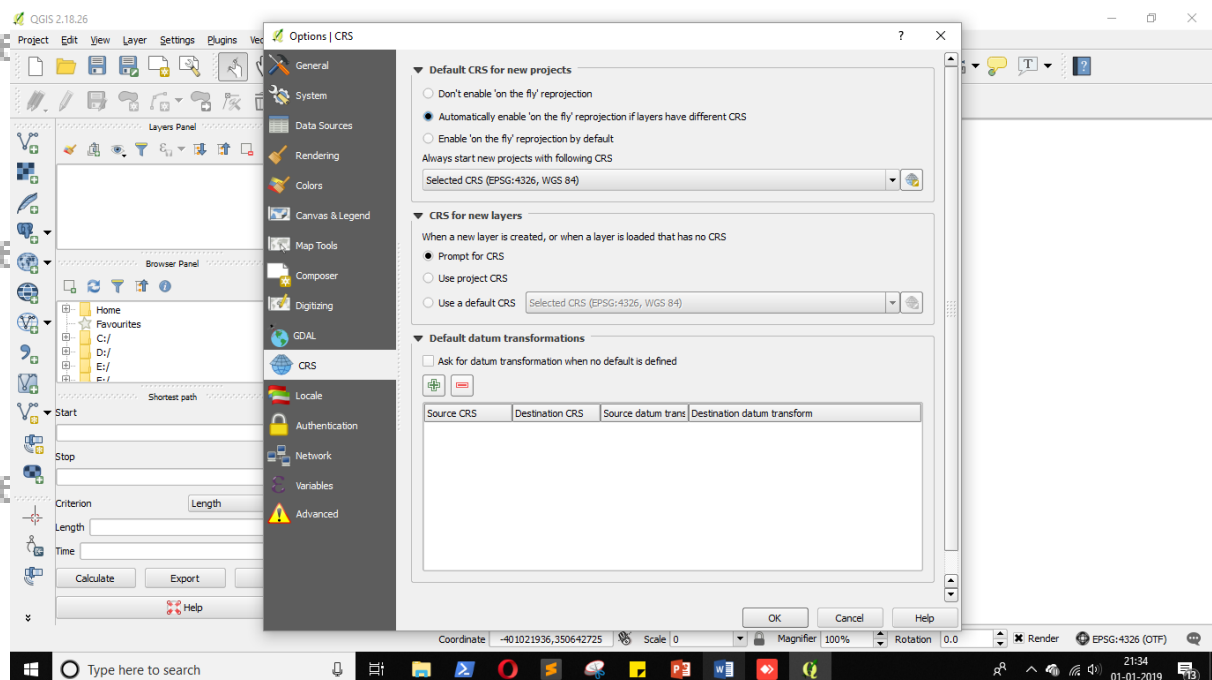 QGIS 2.18.26
Project Edit View Layer Settings Plugins Vec
Layers Panel
Browser Panel
Home
Favourites
C:/
D:/
E:/
Shortest path
Start
Stop
Criterion Length
Length
Time
Calculate Export
Help
Options | CRS ?
General
System
Data Sources
Rendering
Colors
Canvas & Legend
Map Tools
Composer
Digitizing
GDAL
CRS
Locale
Authentication
Network
Variables
Advanced
Default CRS for new projects
Don't enable 'on the fly' reprojection
Automatically enable 'on the fly' reprojection if layers have different CRS
Enable 'on the fly' reprojection by default
Always start new projects with following CRS
Selected CRS (EPSG:4326, WGS 84)
CRS for new layers
When a new layer is created, or when a layer is loaded that has no CRS
Prompt for CRS
Use project CRS
Use a default CRS Selected CRS (EPSG:4326, WGS 84)
Default datum transformations
Ask for datum transformation when no default is defined
Source CRS Destination CRS Source datum trans Destination datum transform
OK Cancel Help
Coordinate -401021936,350642725 Scale 0 Magnifier 100% Rotation 0.0 Render EPSG:4326 (OTF)
Type here to search
21:34
01-01-2019
13